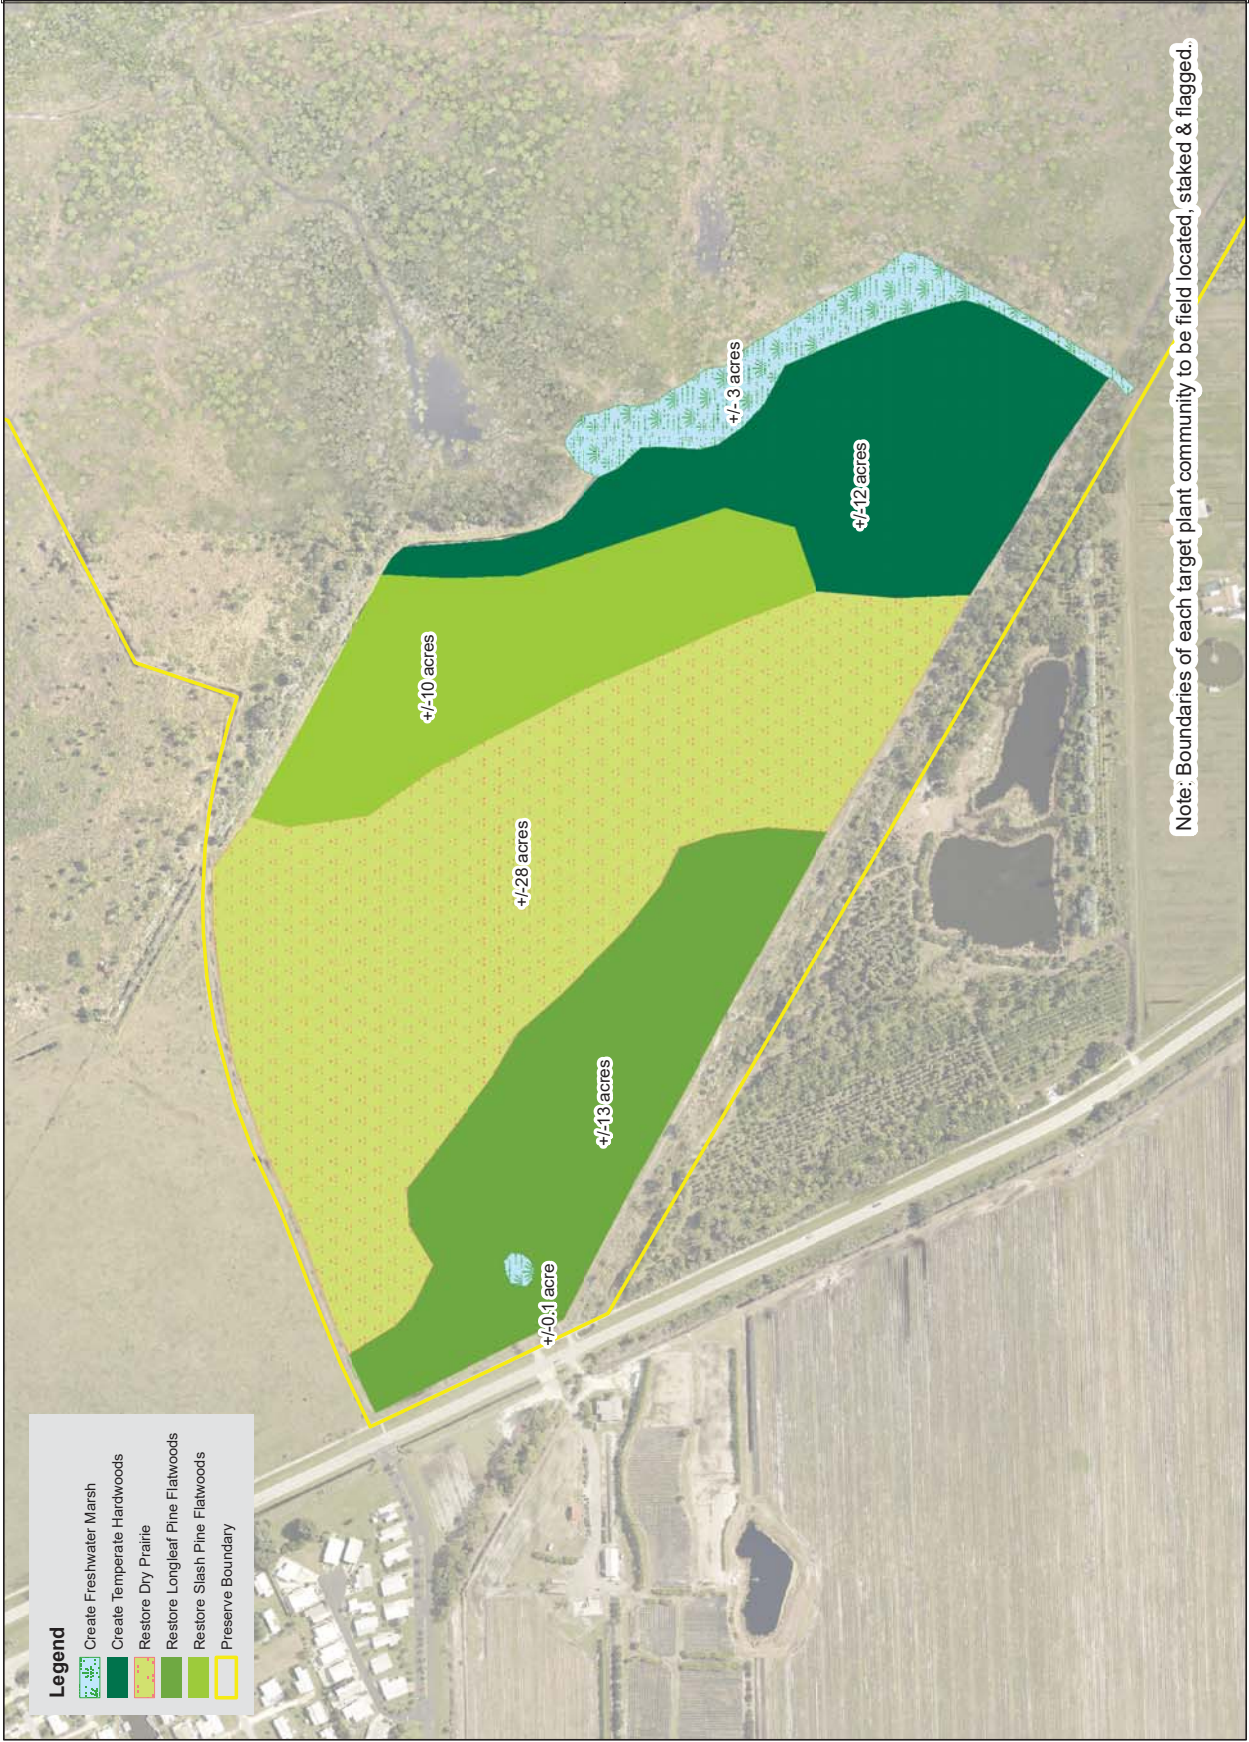 Legend
Create Freshwater Marsh
Create Temperate Hardwoods
Restore Dry Prairie
Restore Longleaf Pine Flatwoods
Restore Slash Pine Flatwoods
Preserve Boundary
+/-10 acres
+/-28 acres
+/-0.1 acre
+/-13 acres
+/- 3 acres
+/-12 acres
Note: Boundaries of each target plant community to be field located, staked & flagged.